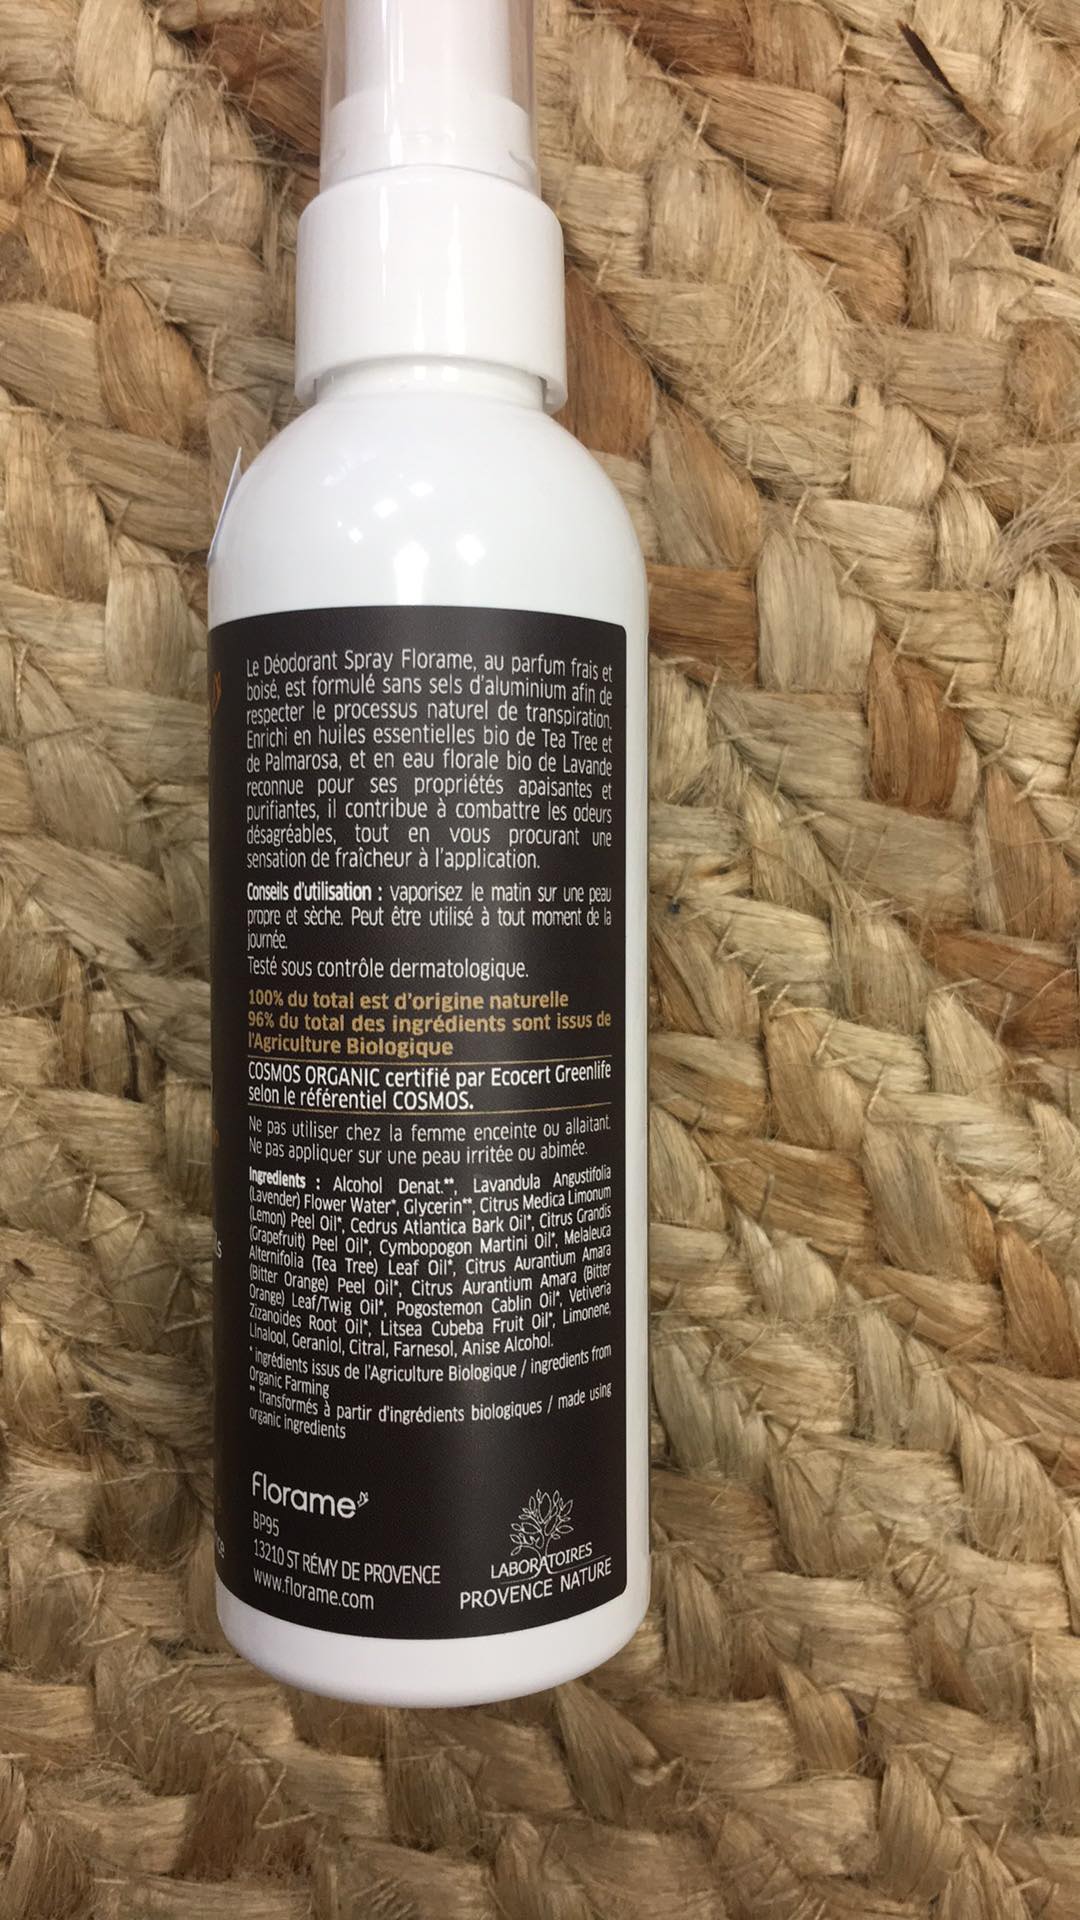 Le Déodorant Spray Florame, au parfum frais et
boisé, est formulé sans sels d'aluminium afin de
respecter le processus naturel de transpiration.
Enrichi en huiles essentielles bio de Tea Tree et
de Palmarosa, et en eau florale bio de Lavande
reconnue pour ses propriétés apaisantes et
purifiantes, il contribue à combattre les odeurs
désagréables, tout en vous procurant une
sensation de fraîcheur à l'application.
Conseils d'utilisation : vaporisez le matin sur une peau
propre et sèche. Peut être utilisé à tout moment de la
journée.
Testé sous contrôle dermatologique.
100% du total est d'origine naturelle
96% du total des ingrédients sont issus de
l'Agriculture Biologique
COSMOS ORGANIC certifié par Ecocert Greenlife
selon le référentiel COSMOS.
Ne pas utiliser chez la femme enceinte ou allaitant.
Ne pas appliquer sur une peau irritée ou abimée.
Ingredients : Alcohol Denat.**, Lavandula Angustifolia
(Lavender) Flower Water*, Glycerin**, Citrus Medica Limonum
(Lemon) Peel Oil*, Cedrus Atlantica Bark Oil*, Citrus Grandis
(Grapefruit) Peel Oil*, Cymbopogon Martini Oil*, Melaleuca
Alternifolia (Tea Tree) Leaf Oil*, Citrus Aurantium Amara
(Bitter Orange) Peel Oil*, Citrus Aurantium Amara (Bitter
Orange) Leaf/Twig Oil*, Pogostemon Cablin Oil*, Vetiveria
Zizanoides Root Oil*, Litsea Cubeba Fruit Oil*, Limonene,
Linalool, Geraniol, Citral, Farnesol, Anise Alcohol.
* ingrédients issus de l'Agriculture Biologique / ingredients from
Organic Farming
** transformés à partir d'ingrédients biologiques / made using
organic ingredients
Florame
BP95
13210 ST RÉMY DE PROVENCE
www.florame.com
LABORATOIRES
PROVENCE NATURE